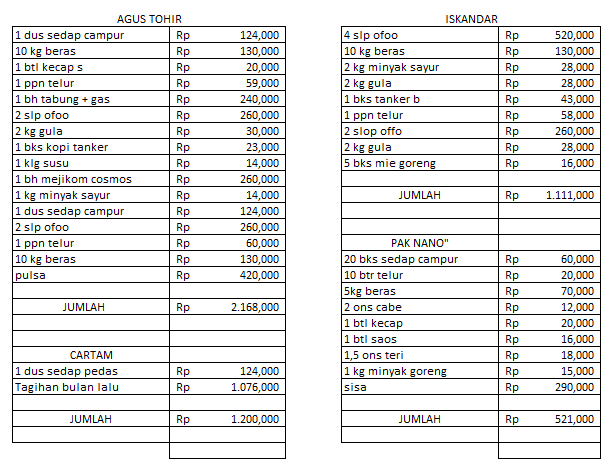 AGUS TOHIR
1 dus sedap campur Rp 124,000
10 kg beras Rp 130,000
1 btl kecap s Rp 20,000
1 ppn telur Rp 59,000
1 bh tabung + gas Rp 240,000
2 slp ofoo Rp 260,000
2 kg gula Rp 30,000
1 bks kopi tanker Rp 23,000
1 klg susu Rp 14,000
1 bh mejikom cosmos Rp 260,000
1 kg minyak sayur Rp 14,000
1 dus sedap campur Rp 124,000
2 slp ofoo Rp 260,000
1 ppn telur Rp 60,000
10 kg beras Rp 130,000
pulsa Rp 420,000
JUMLAH Rp 2.168,000
CARTAM
1 dus sedap pedas Rp 124,000
Tagihan bulan lalu Rp 1.076,000
JUMLAH Rp 1.200,000
ISKANDAR
4 slp ofoo Rp 520,000
10 kg beras Rp 130,000
2 kg minyak sayur Rp 28,000
2 kg gula Rp 28,000
1 bks tanker b Rp 43,000
1 ppn telur Rp 58,000
2 slop offo Rp 260,000
2 kg gula Rp 28,000
5 bks mie goreng Rp 16,000
JUMLAH Rp 1.111,000
PAK NANO"
20 bks sedap campur Rp 60,000
10 btr telur Rp 20,000
5kg beras Rp 70,000
2 ons cabe Rp 12,000
1 btl kecap Rp 20,000
1 btl saos Rp 16,000
1,5 ons teri Rp 18,000
1 kg minyak goreng Rp 15,000
sisa Rp 290,000
JUMLAH Rp 521,000